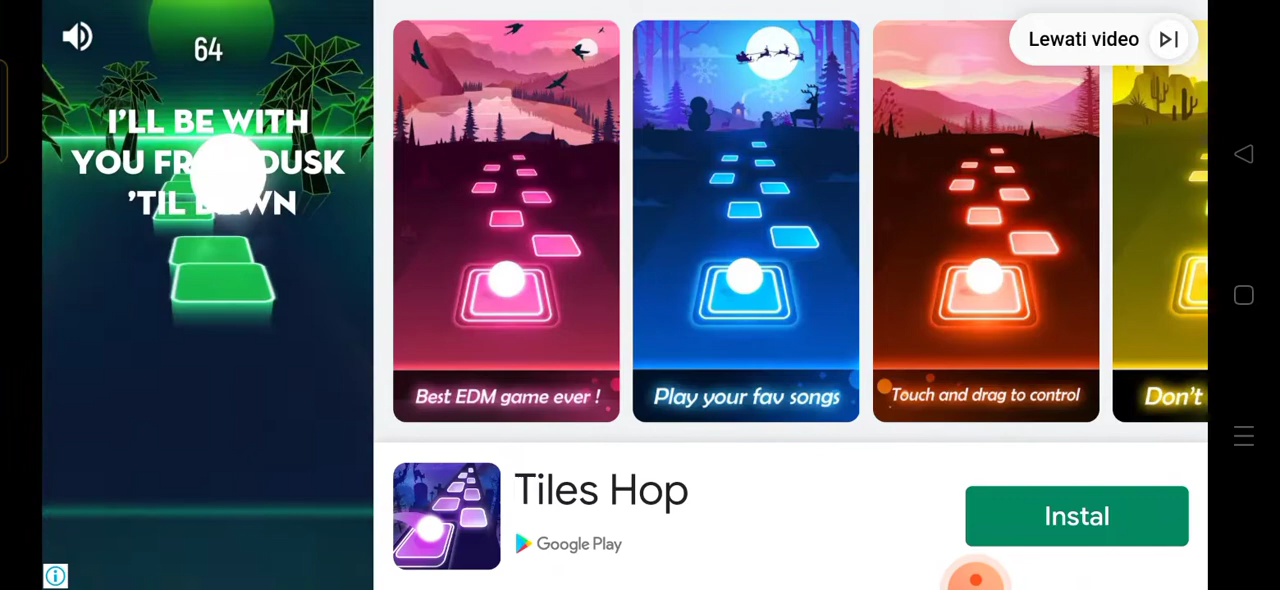 64
I'LL BE WITH
YOU FR DUSK
'TIL WN
Best EDM game ever !
Play your fav songs
Touch and drag to control
Don't
Lewati video
Tiles Hop
Google Play
Instal